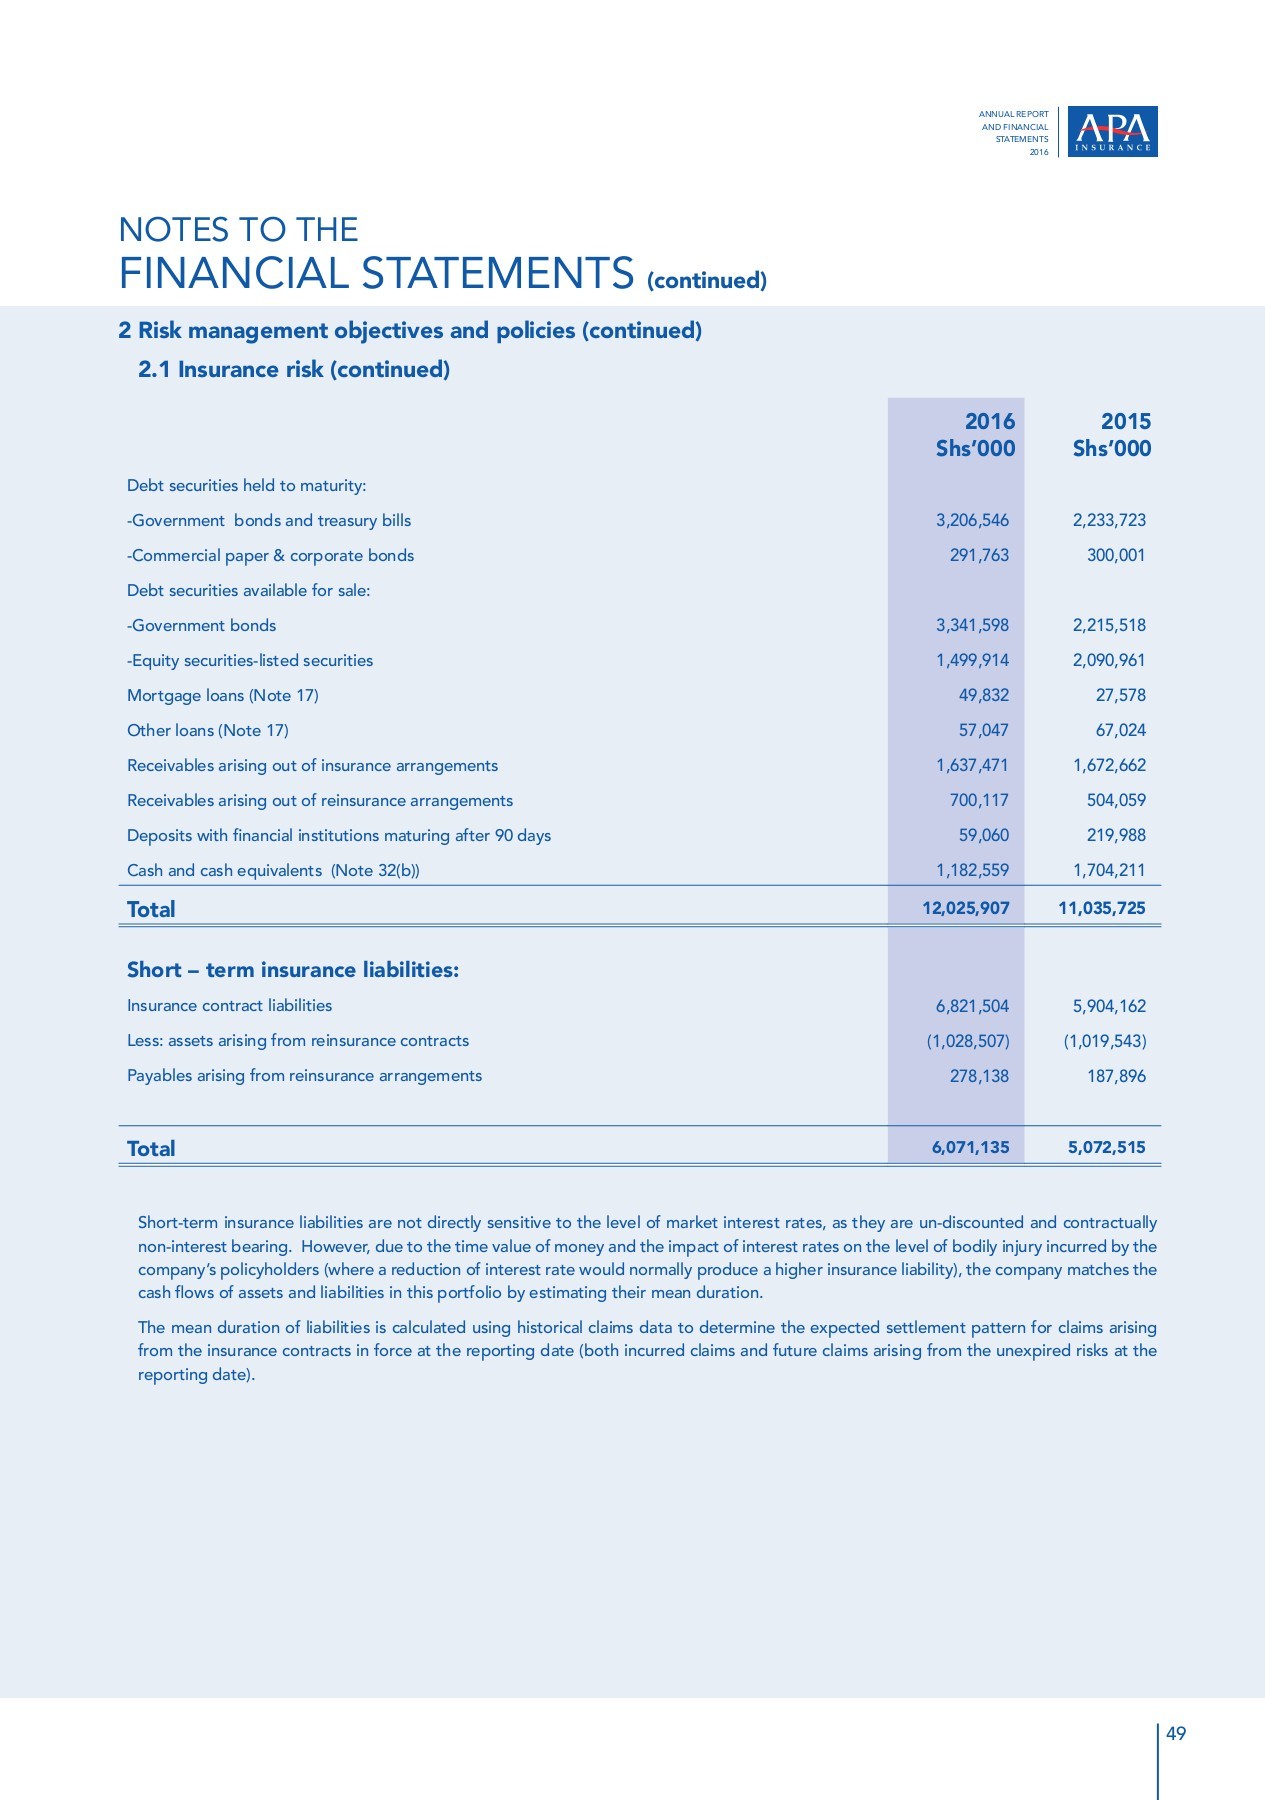 ANNUAL REPORT
AND FINANCIAL
STATEMENTS
2016
APA
INSURANCE
NOTES TO THE
FINANCIAL STATEMENTS (continued)
2 Risk management objectives and policies (continued)
2.1 Insurance risk (continued)
2016 2015
Shs’000 Shs’000
Debt securities held to maturity:
-Government bonds and treasury bills 3,206,546 2,233,723
-Commercial paper & corporate bonds 291,763 300,001
Debt securities available for sale:
-Government bonds 3,341,598 2,215,518
-Equity securities-listed securities 1,499,914 2,090,961
Mortgage loans (Note 17) 49,832 27,578
Other loans (Note 17) 57,047 67,024
Receivables arising out of insurance arrangements 1,637,471 1,672,662
Receivables arising out of reinsurance arrangements 700,117 504,059
Deposits with financial institutions maturing after 90 days 59,060 219,988
Cash and cash equivalents (Note 32(b)) 1,182,559 1,704,211
Total 12,025,907 11,035,725
Short – term insurance liabilities:
Insurance contract liabilities 6,821,504 5,904,162
Less: assets arising from reinsurance contracts (1,028,507) (1,019,543)
Payables arising from reinsurance arrangements 278,138 187,896
Total 6,071,135 5,072,515
Short-term insurance liabilities are not directly sensitive to the level of market interest rates, as they are un-discounted and contractually
non-interest bearing. However, due to the time value of money and the impact of interest rates on the level of bodily injury incurred by the
company’s policyholders (where a reduction of interest rate would normally produce a higher insurance liability), the company matches the
cash flows of assets and liabilities in this portfolio by estimating their mean duration.
The mean duration of liabilities is calculated using historical claims data to determine the expected settlement pattern for claims arising
from the insurance contracts in force at the reporting date (both incurred claims and future claims arising from the unexpired risks at the
reporting date).
49